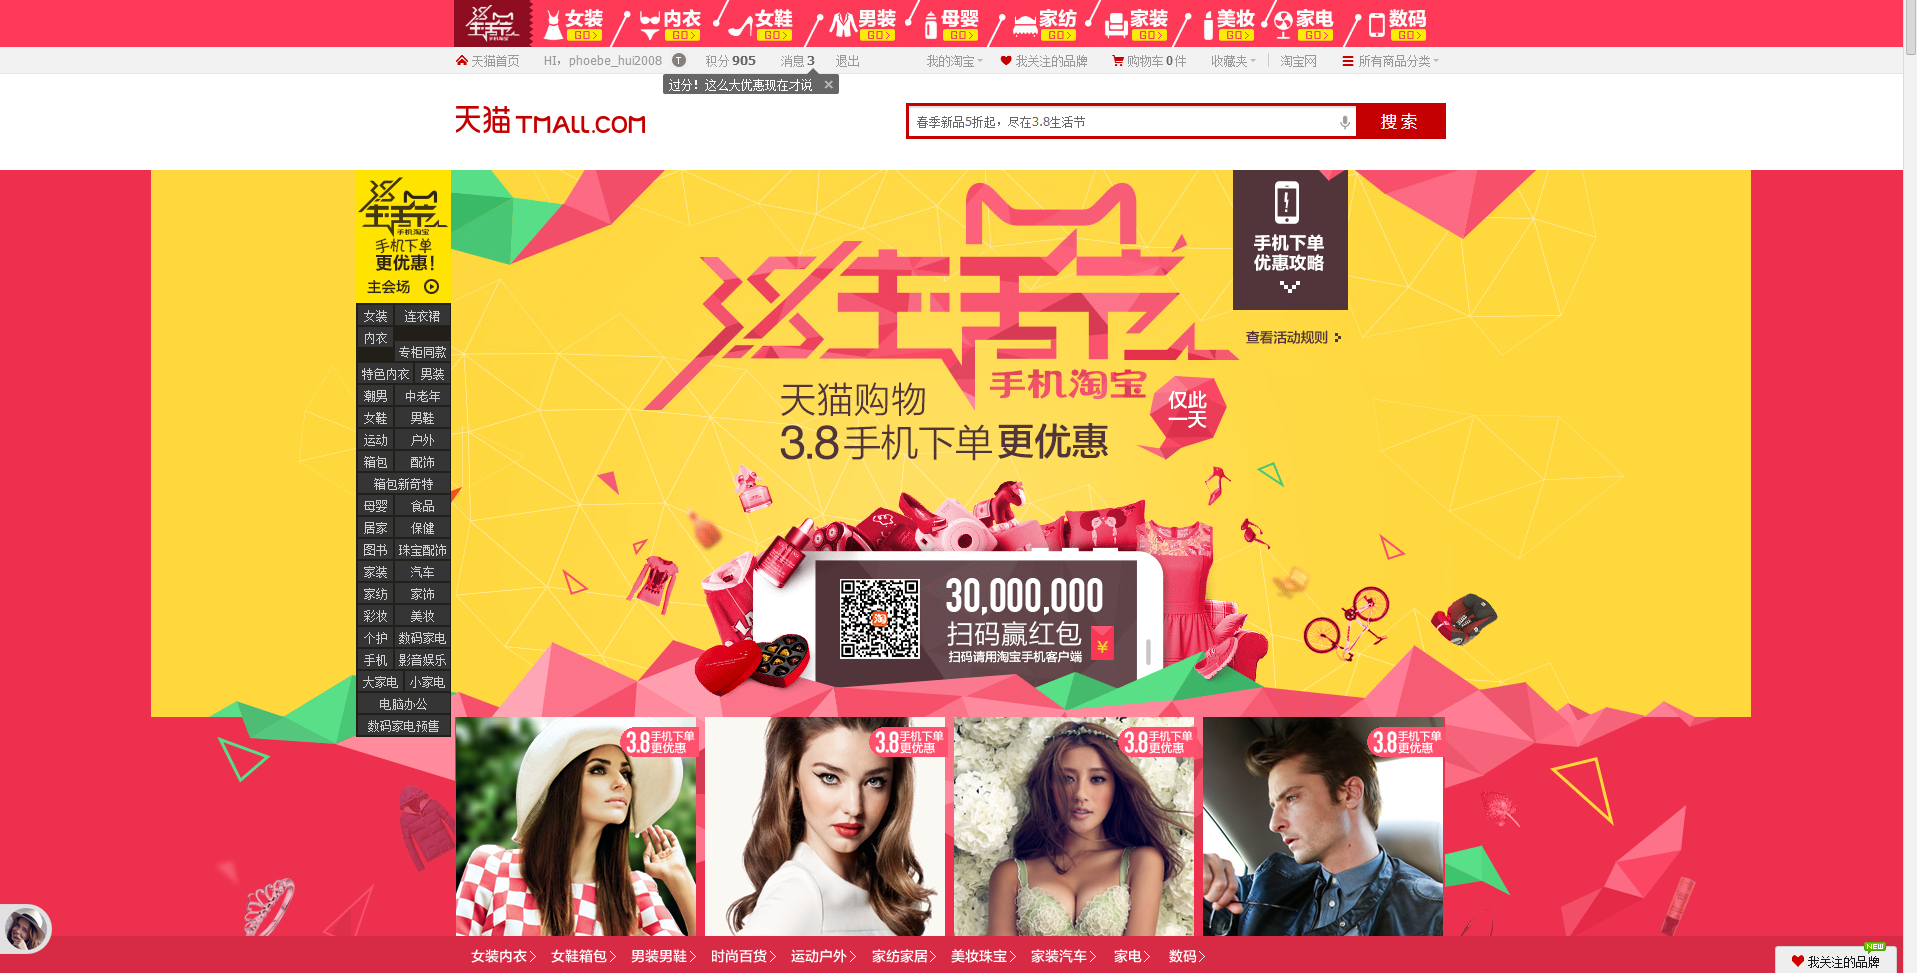 生活节 手机淘宝
女装 GO> 内衣 GO> 女鞋 GO> 男装 GO> 母婴 GO> 家纺 GO> 家装 GO> 美妆 GO> 家电 GO> 数码 GO>
天猫首页 HI，phoebe_hui2008 T 积分 905 消息 3 退出 我的淘宝 我关注的品牌 购物车 0 件 收藏夹 淘宝网 所有商品分类
过分！这么大优惠现在才说 ×
天猫 TMALL.COM
春季新品5折起，尽在3.8生活节 搜索
生活节
手机淘宝
手机下单
更优惠！
主会场
女装 连衣裙
内衣
专柜同款
特色内衣 男装
潮男 中老年
女鞋 男鞋
运动 户外
箱包 配饰
箱包新奇特
母婴 食品
居家 保健
图书 珠宝配饰
家装 汽车
家纺 家饰
彩妆 美妆
个护 数码家电
手机 影音娱乐
大家电 小家电
电脑办公
数码家电预售
生活节
手机淘宝
天猫购物
3.8手机下单更优惠
仅此
一天
手机下单
优惠攻略
查看活动规则
30,000,000
扫码赢红包
¥
扫码请用淘宝手机客户端
3.8 手机下单 更优惠
3.8 手机下单 更优惠
3.8 手机下单 更优惠
3.8 手机下单 更优惠
女装内衣> 女鞋箱包> 男装男鞋> 时尚百货> 运动户外> 家纺家居> 美妆珠宝> 家装汽车> 家电> 数码>
NEW
我关注的品牌